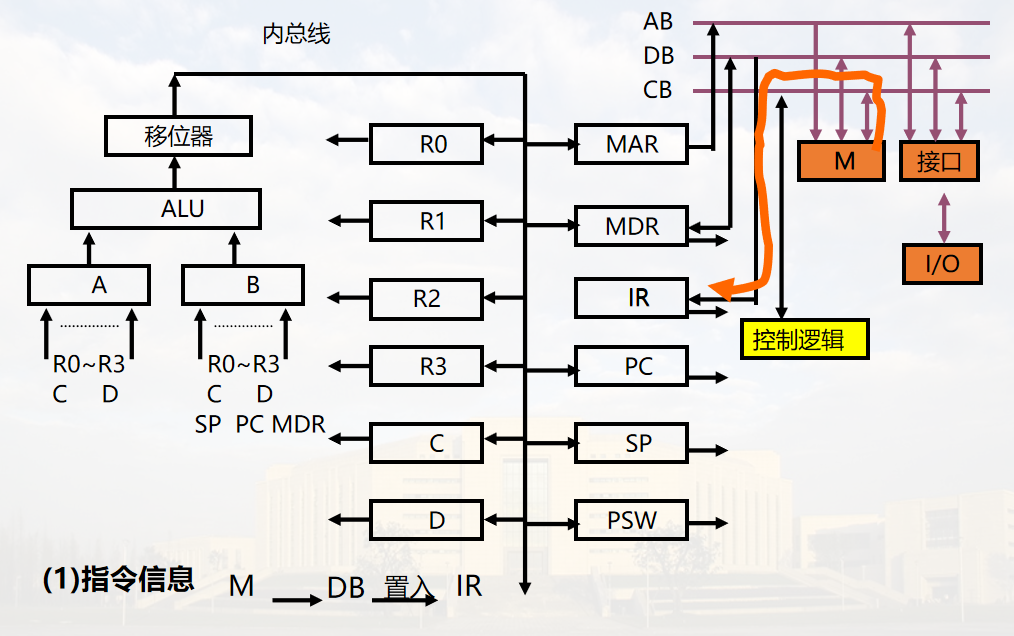 内总线
AB
DB
CB
移位器
R0
MAR
M
接口
ALU
R1
MDR
A
B
R2
IR
I/O
控制逻辑
R0~R3
C D
R0~R3
C D
SP PC MDR
R3
PC
C
SP
D
PSW
(1)指令信息 M DB 置入 IR